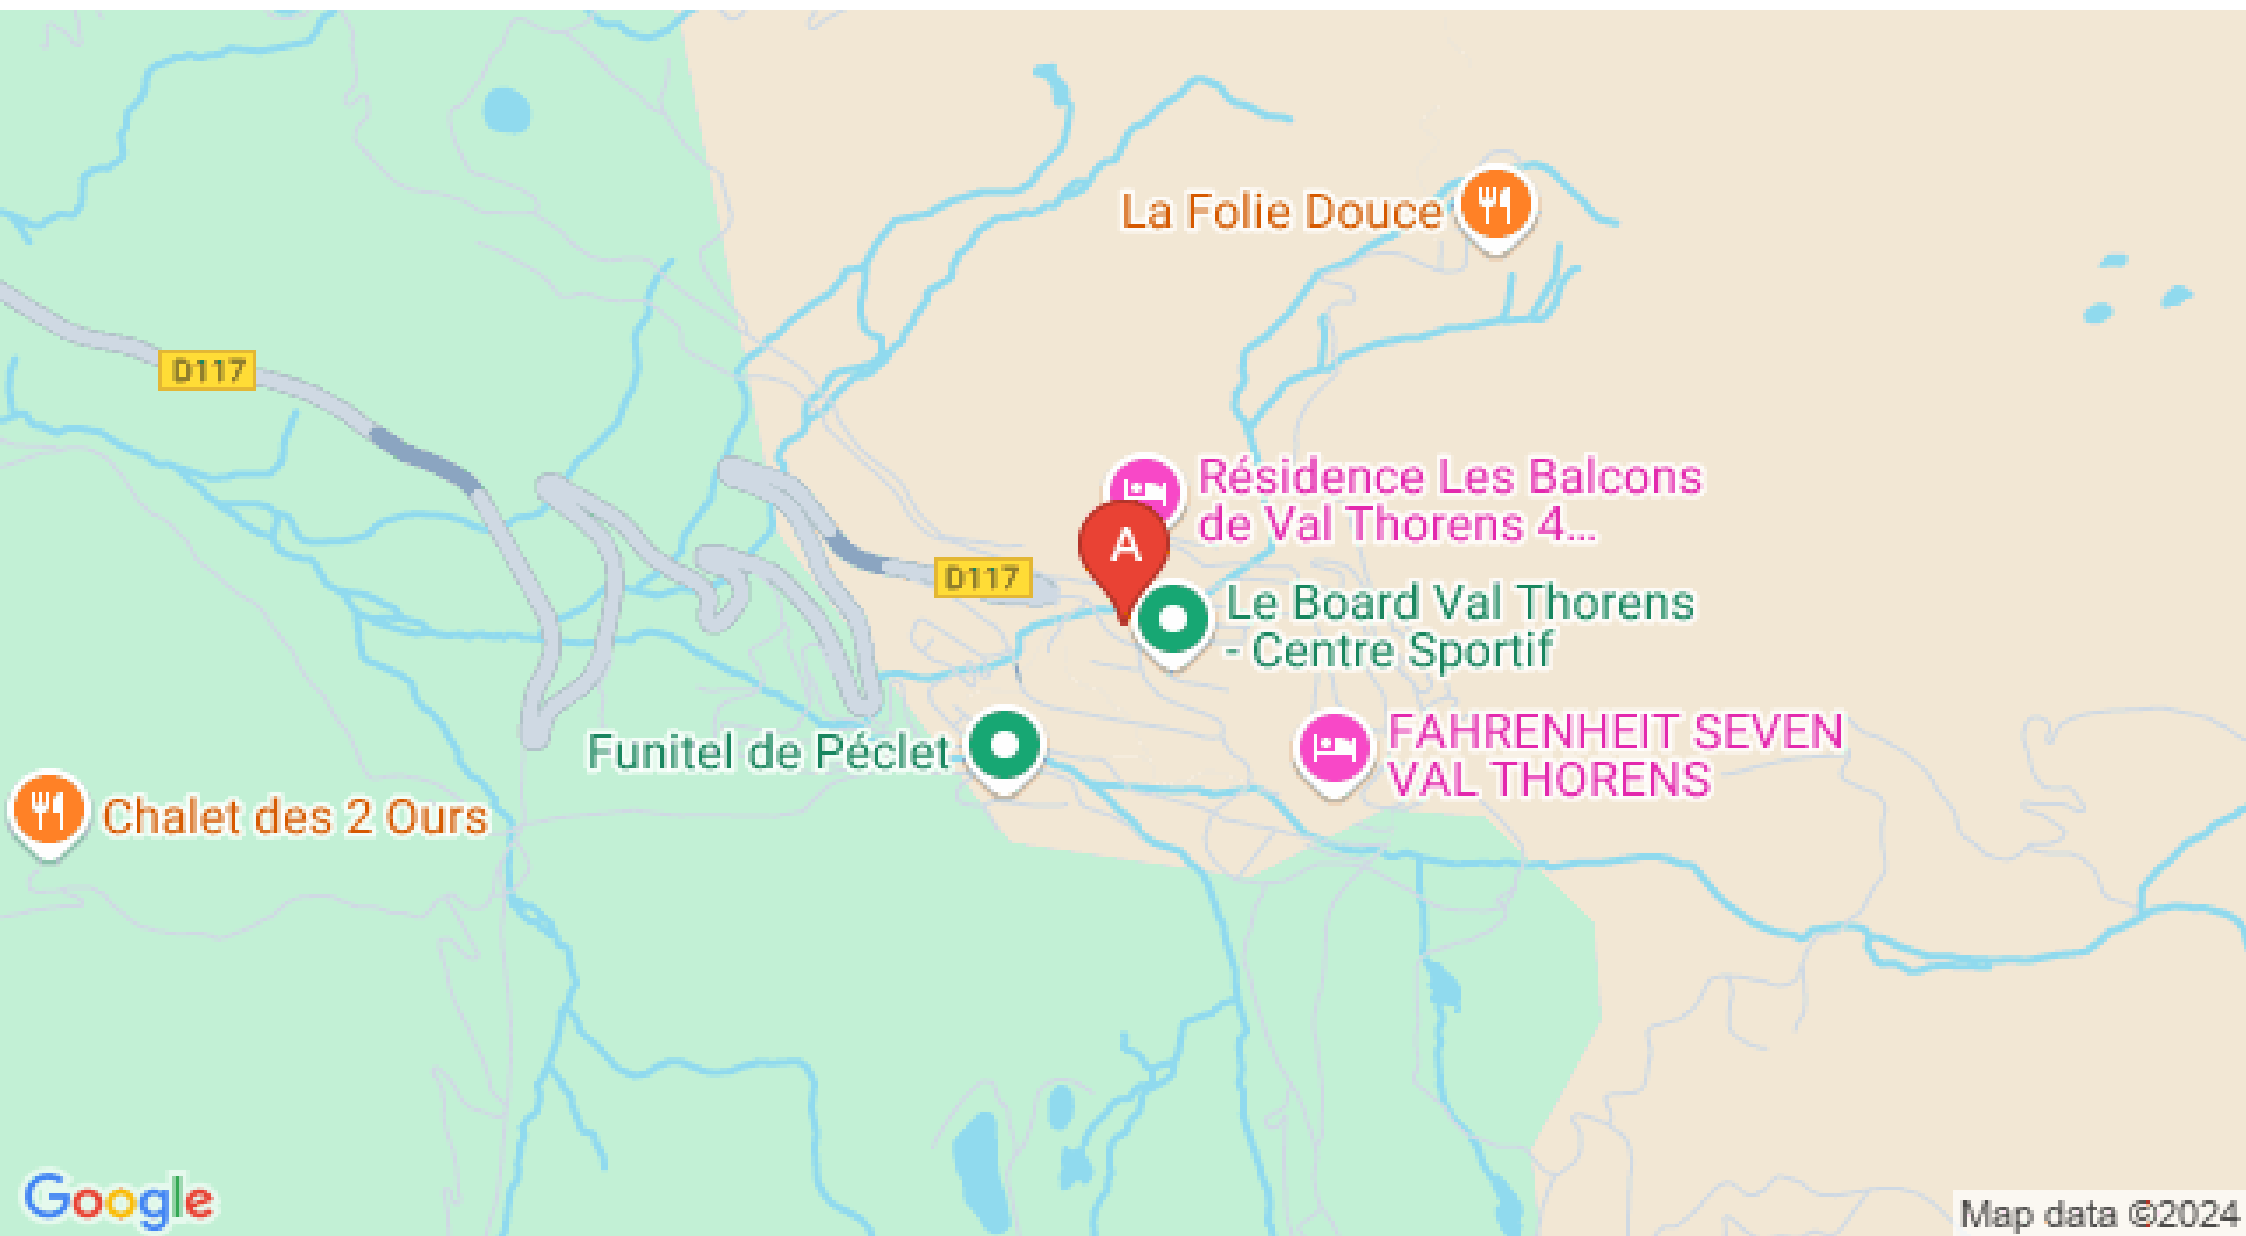 La Folie Douce
D117
Résidence Les Balcons
de Val Thorens 4...
A
D117
Le Board Val Thorens
- Centre Sportif
FAHRENHEIT SEVEN
VAL THORENS
Funitel de Péclet
Chalet des 2 Ours
Google
Map data ©2024